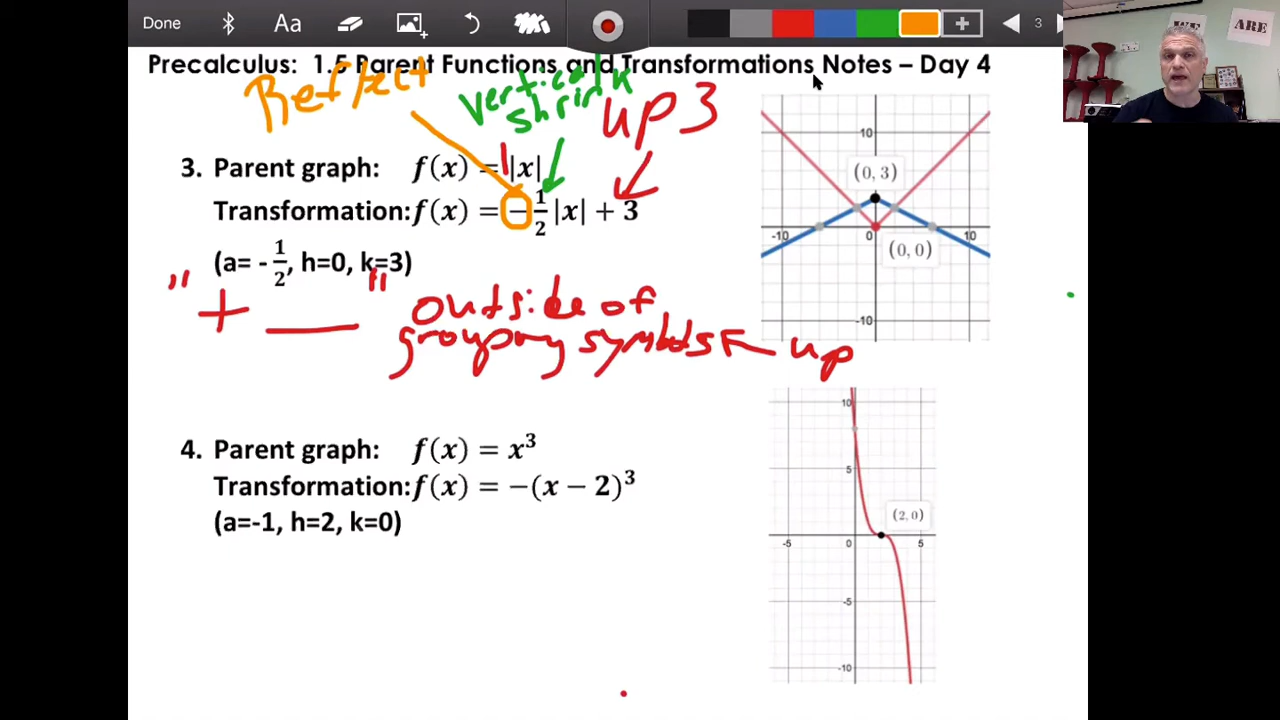 Done Aa 3
WE ARE
Precalculus: 1.5 Parent Functions and Transformations Notes – Day 4
Reflect
vertical
shrink
up 3
3. Parent graph: f(x) = |x|
Transformation: f(x) = −1/2|x| + 3
(a= - 1/2, h=0, k=3)
" + ___ " outside of
grouping symbols up
10
(0, 3)
-10 0 10
(0, 0)
-10
4. Parent graph: f(x) = x³
Transformation: f(x) = −(x − 2)³
(a=-1, h=2, k=0)
10
5
(2, 0)
-5 0 5
-5
-10